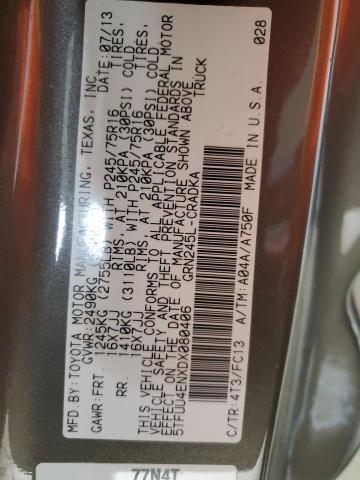 MFD.BY:TOYOTA MOTOR MANUFACTURING, TEXAS, INC.
GVWR: 2490KG DATE: 07/13
GAWR:FRT. 1245KG (2755LB) WITH P245/75R16 TIRES,
16X7JJ RIMS, AT 210KPA (30PSI) COLD
RR. 1410KG (3110LB) WITH P245/75R16 TIRES,
16X7JJ RIMS, AT 210KPA (30PSI) COLD
THIS VEHICLE CONFORMS TO ALL APPLICABLE FEDERAL MOTOR
VEHICLE SAFETY AND THEFT PREVENTION STANDARDS IN
EFFECT ON THE DATE OF MANUFACTURE SHOWN ABOVE
5TFUU4ENXDX080406 TRUCK
GRN245L-CRADKA
C/TR:4T3/FC13 A/TM:A04A/A750F MADE IN U.S.A. 028
77N4T